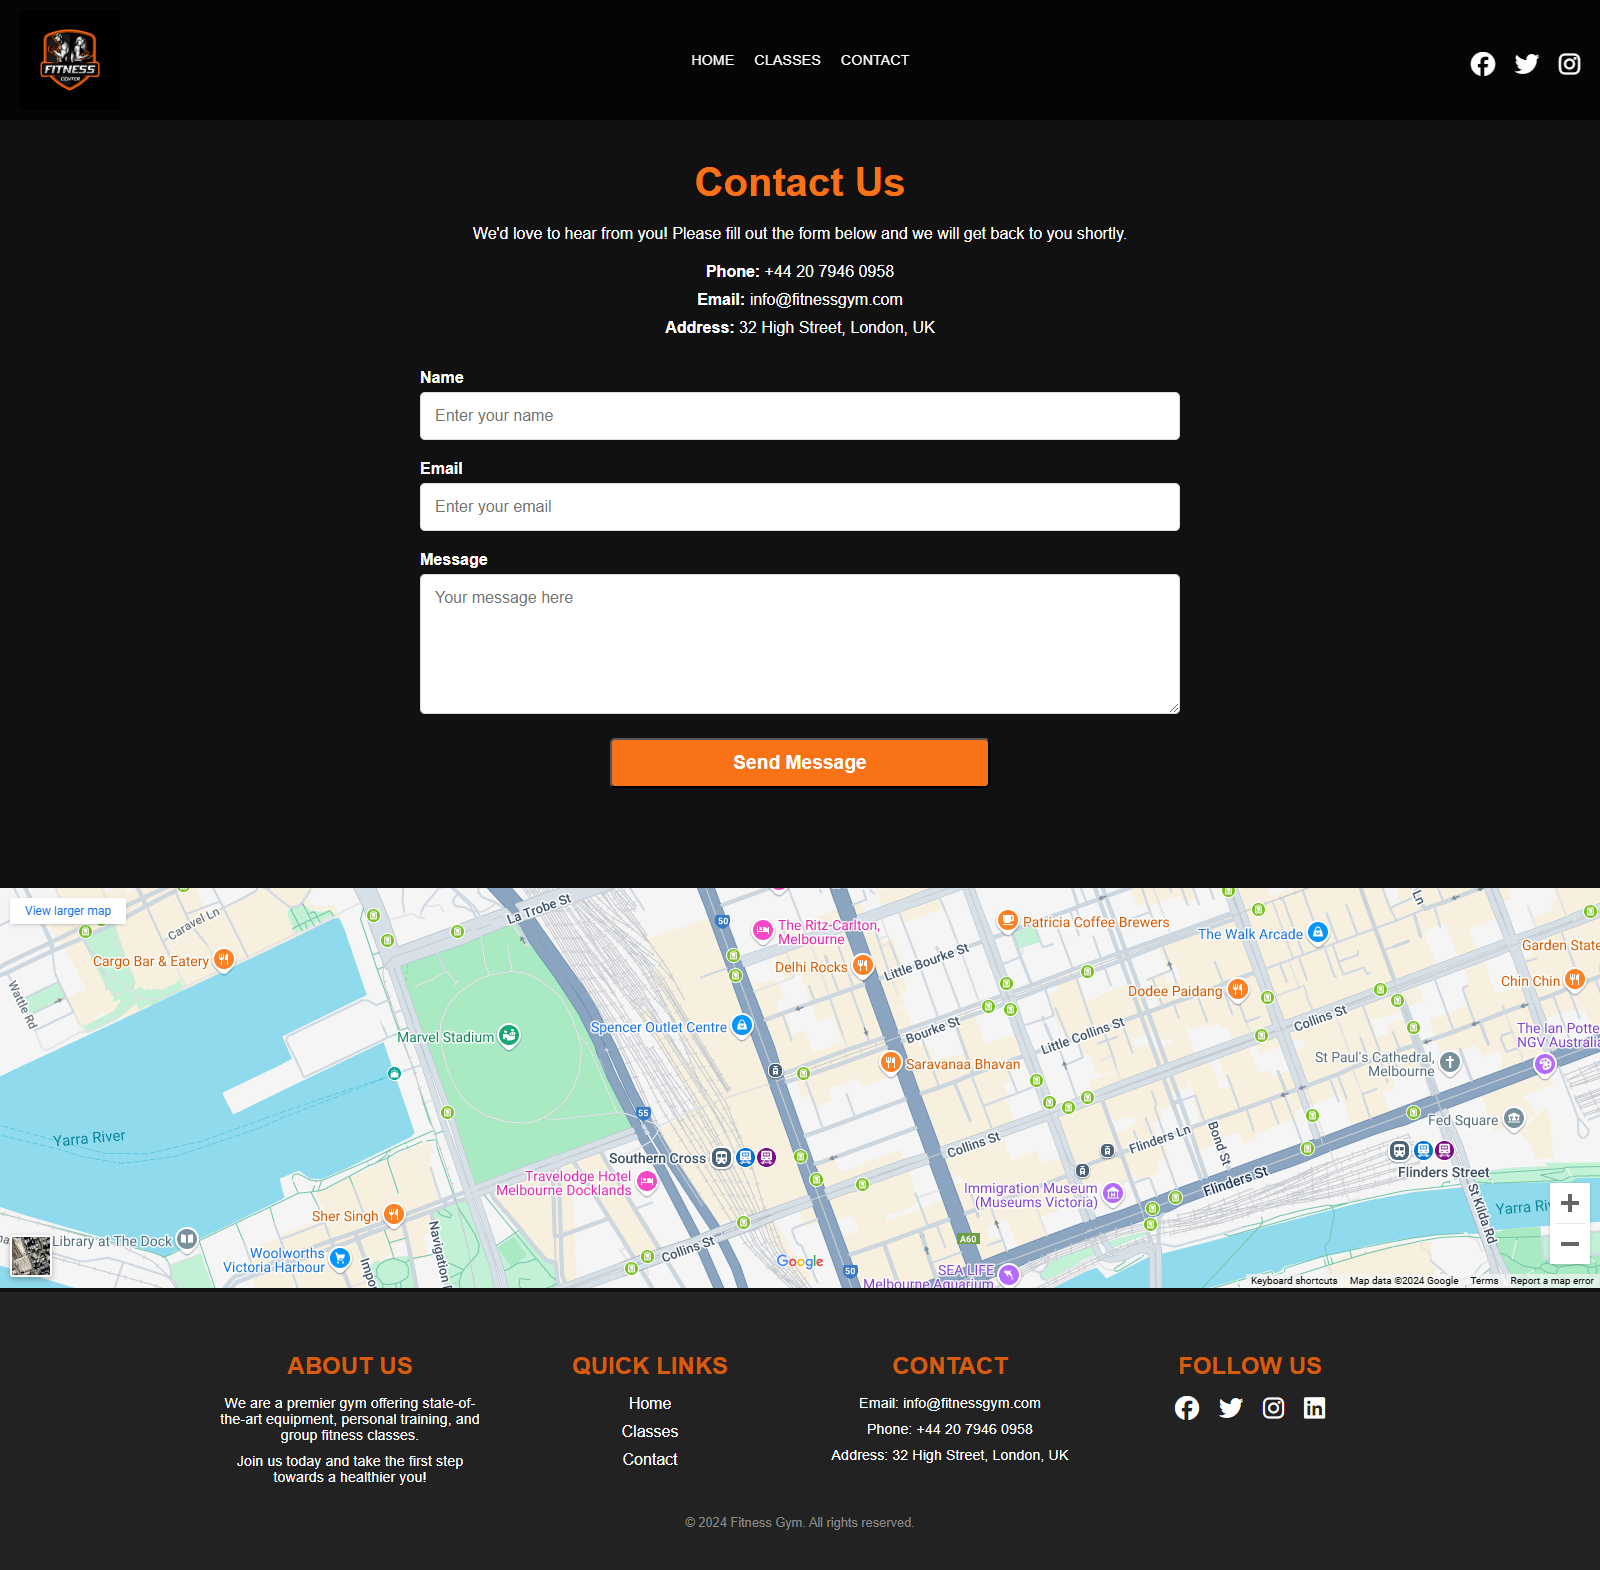 FITNESS
CENTER
HOME CLASSES CONTACT
Contact Us
We'd love to hear from you! Please fill out the form below and we will get back to you shortly.
Phone: +44 20 7946 0958
Email: info@fitnessgym.com
Address: 32 High Street, London, UK
Name
Enter your name
Email
Enter your email
Message
Your message here
Send Message
View larger map
Caravel Ln
La Trobe St
50
The Ritz-Carlton,
Melbourne
Patricia Coffee Brewers
The Walk Arcade
Ln
Garden State
Cargo Bar & Eatery
Delhi Rocks
Little Bourke St
Dodee Paidang
Chin Chin
Wattle Rd
Marvel Stadium
Spencer Outlet Centre
Bourke St
Little Collins St
Collins St
The Ian Potte
NGV Australia
Saravanaa Bhavan
St Paul's Cathedral,
Melbourne
55
Yarra River
Southern Cross
Collins St
Flinders Ln
Bond St
Fed Square
Travelodge Hotel
Melbourne Docklands
Immigration Museum
(Museums Victoria)
Flinders St
Flinders Street
St Kilda Rd
Yarra Riv
Sher Singh
Library at The Dock
Navigation
Collins St
A60
Woolworths
Victoria Harbour
Google
50
SEA LIFE
Melbourne Aquarium
Keyboard shortcuts Map data ©2024 Google Terms Report a map error
ABOUT US
We are a premier gym offering state-of-
the-art equipment, personal training, and
group fitness classes.
Join us today and take the first step
towards a healthier you!
QUICK LINKS
Home
Classes
Contact
CONTACT
Email: info@fitnessgym.com
Phone: +44 20 7946 0958
Address: 32 High Street, London, UK
FOLLOW US
© 2024 Fitness Gym. All rights reserved.